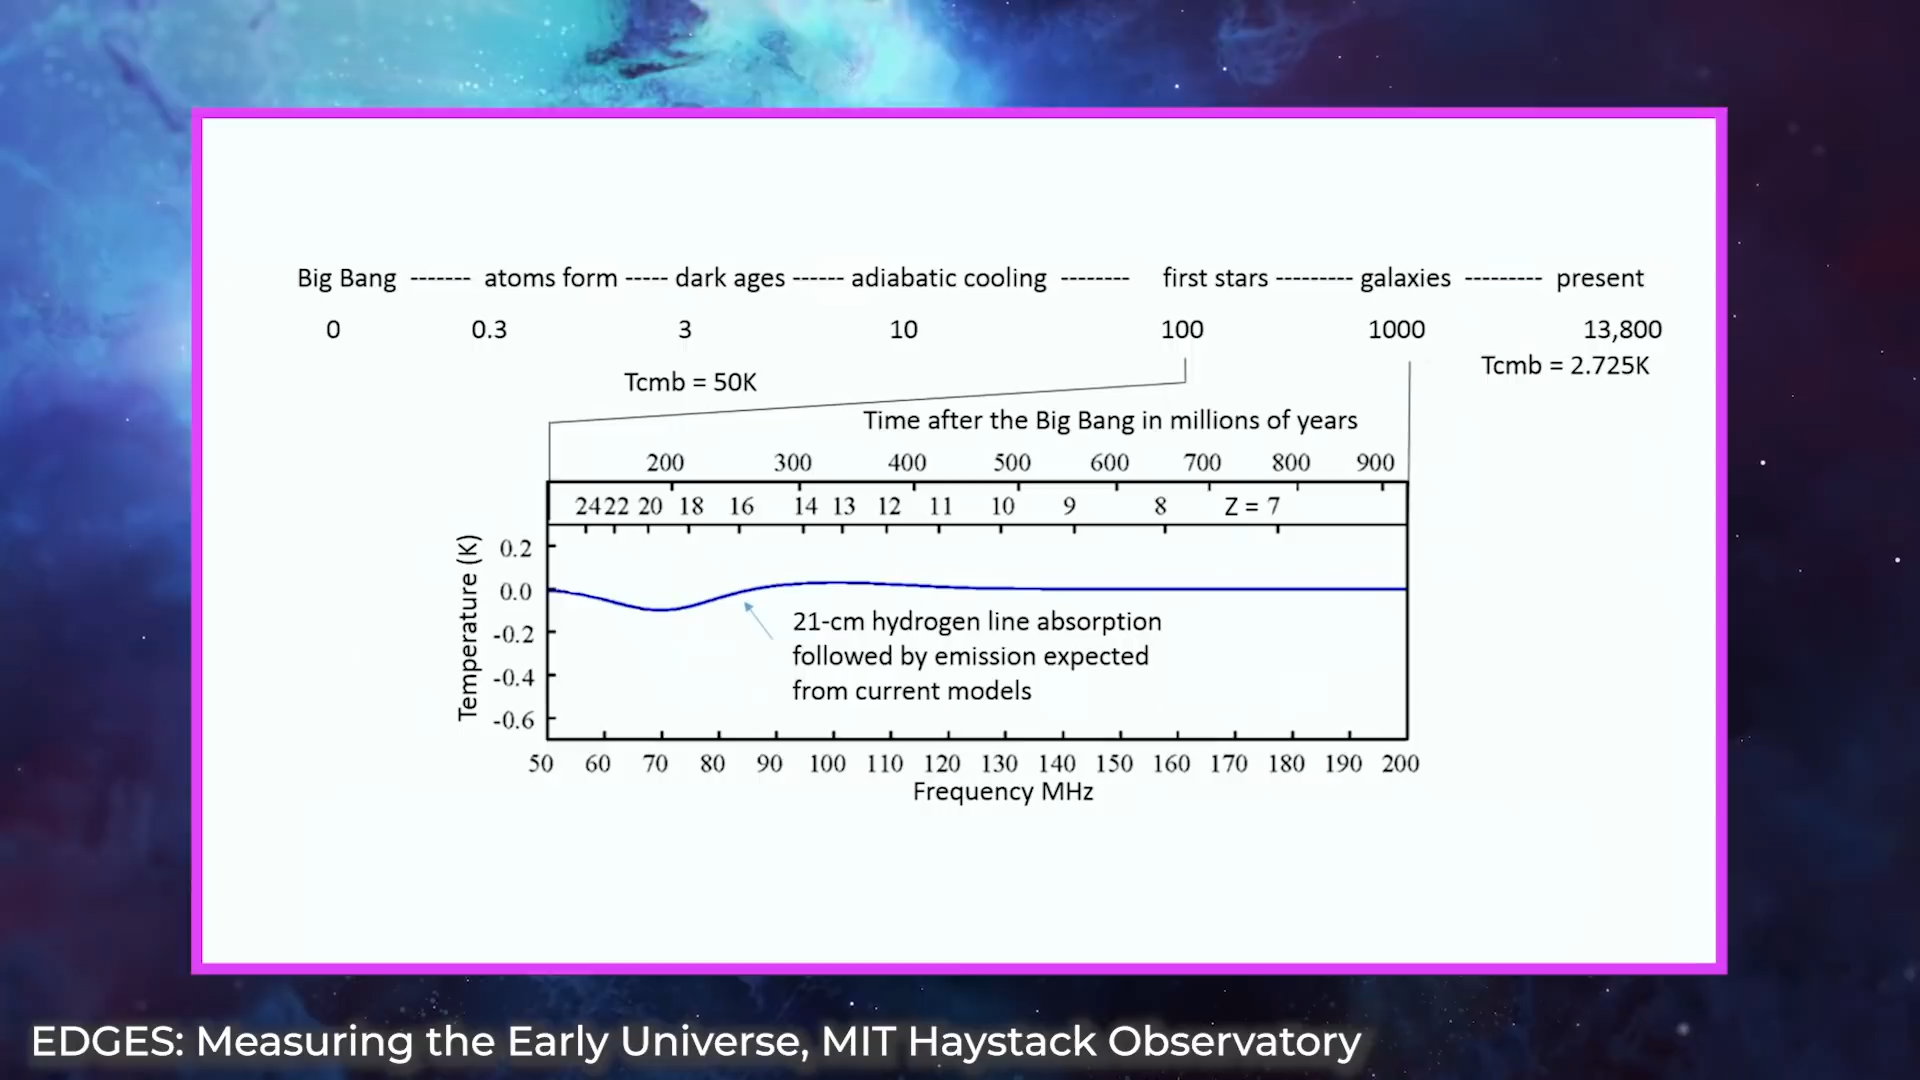 Big Bang ------- atoms form ----- dark ages ------ adiabatic cooling -------- first stars --------- galaxies --------- present
0 0.3 3 10 100 1000 13,800
Tcmb = 2.725K
Tcmb = 50K
Time after the Big Bang in millions of years
200 300 400 500 600 700 800 900
24 22 20 18 16 14 13 12 11 10 9 8 Z = 7
Temperature (K)
0.2
0.0
-0.2
-0.4
-0.6
21-cm hydrogen line absorption
followed by emission expected
from current models
50 60 70 80 90 100 110 120 130 140 150 160 170 180 190 200
Frequency MHz
EDGES: Measuring the Early Universe, MIT Haystack Observatory